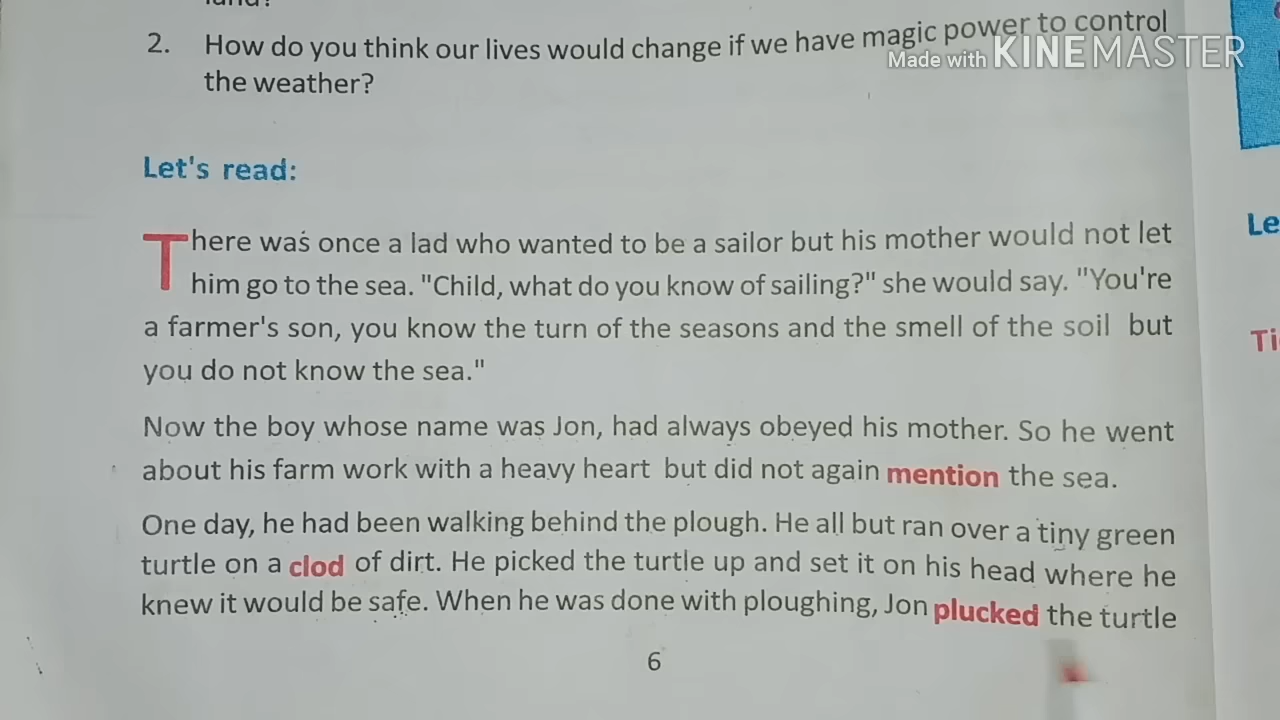 2. How do you think our lives would change if we have magic power to control
the weather?
Made with KINEMASTER
Let's read:
There was once a lad who wanted to be a sailor but his mother would not let
him go to the sea. "Child, what do you know of sailing?" she would say. "You're
a farmer's son, you know the turn of the seasons and the smell of the soil but
you do not know the sea."
Now the boy whose name was Jon, had always obeyed his mother. So he went
about his farm work with a heavy heart but did not again mention the sea.
One day, he had been walking behind the plough. He all but ran over a tiny green
turtle on a clod of dirt. He picked the turtle up and set it on his head where he
knew it would be safe. When he was done with ploughing, Jon plucked the turtle
6